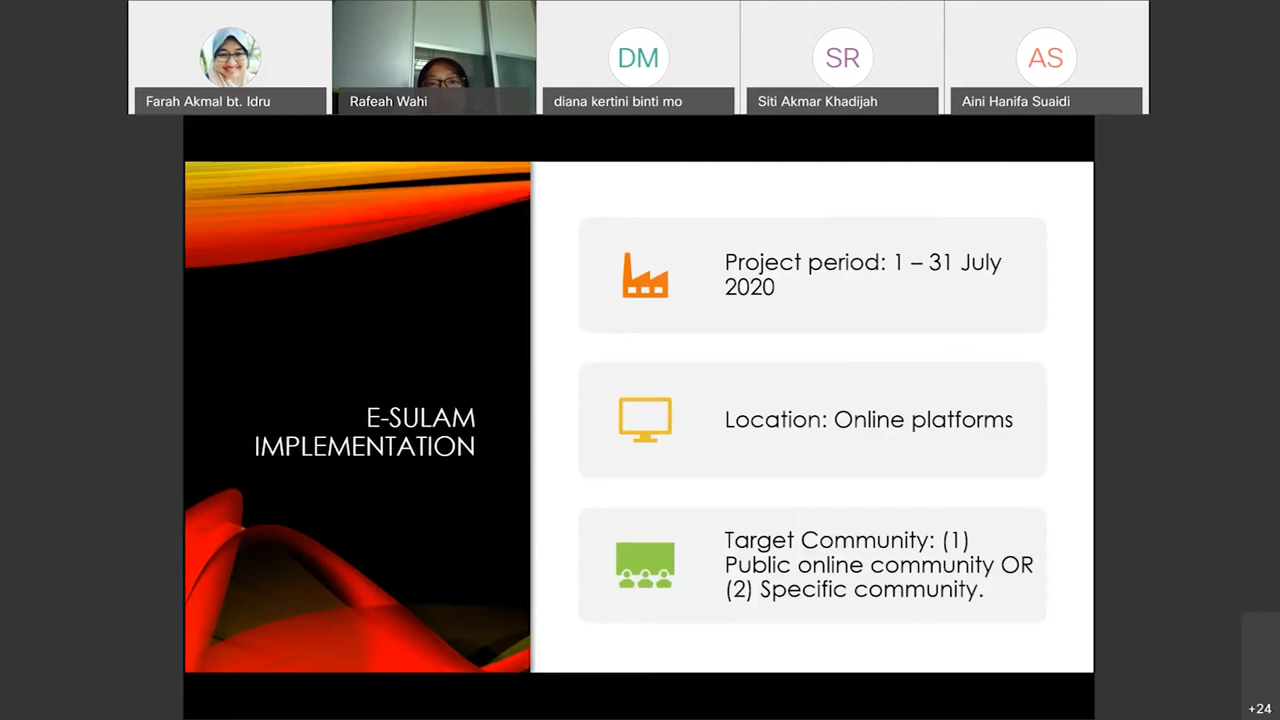 DM
SR
AS
Farah Akmal bt. Idru
Rafeah Wahi
diana kertini binti mo
Siti Akmar Khadijah
Aini Hanifa Suaidi
E-SULAM
IMPLEMENTATION
Project period: 1 – 31 July
2020
Location: Online platforms
Target Community: (1)
Public online community OR
(2) Specific community.
+24